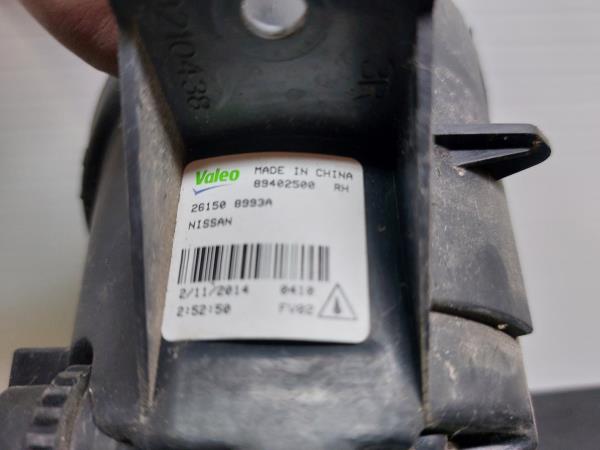 Valeo MADE IN CHINA
89402500 RH
26150 8993A
NISSAN
2/11/2014 0410
2:52:50 FV02